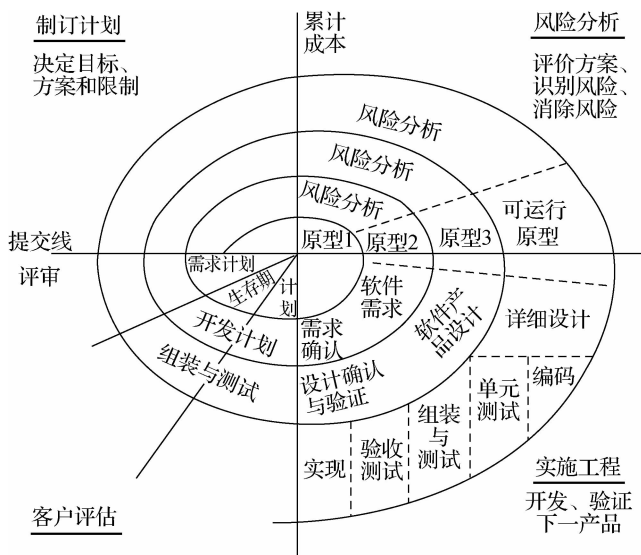 制订计划
决定目标、
方案和限制
累计
成本
风险分析
评价方案、
识别风险、
消除风险
风险分析
风险分析
风险分析
提交线
评审
原型1
原型2
原型3
可运行
原型
需求计划
生存期
计
划
开发计划
组装与测试
软件
需求
需求
确认
软件产
品设计
详细设计
设计确认
与验证
实现
验收
测试
组装
与
测试
单元
测试
编码
客户评估
实施工程
开发、验证
下一产品